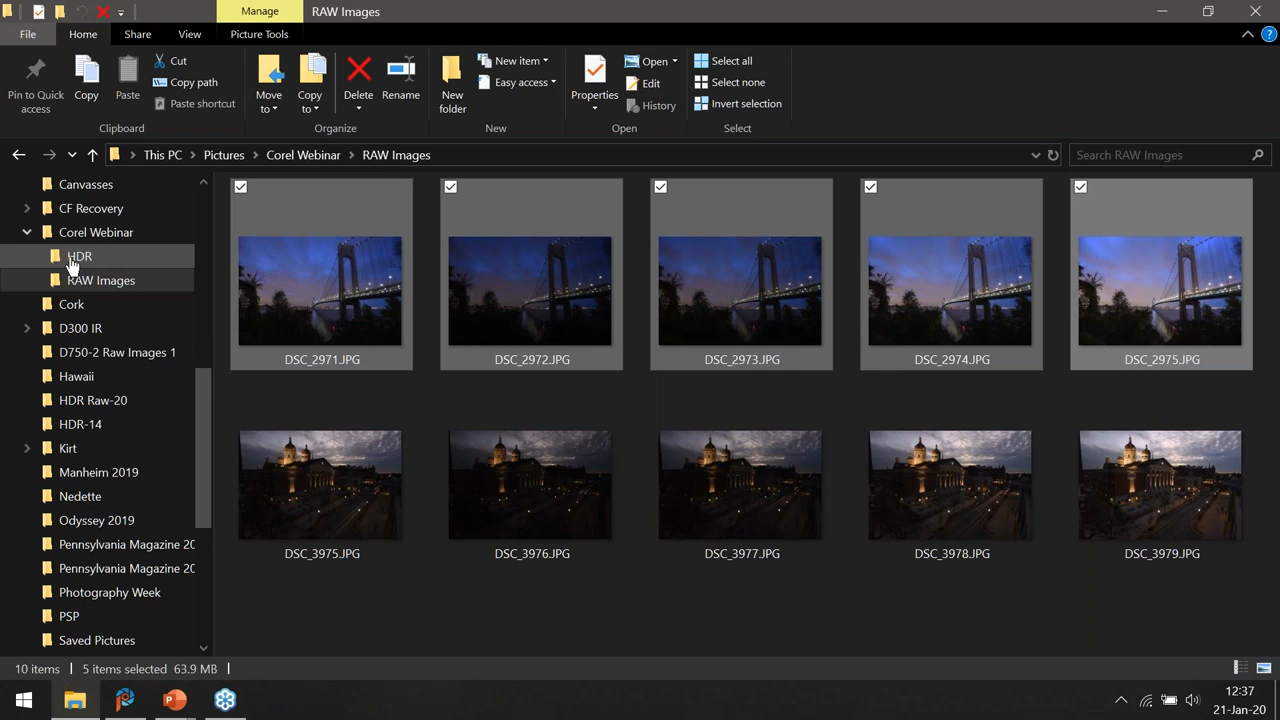 Manage
RAW Images
File
Home
Share
View
Picture Tools
Pin to Quick access
Copy
Paste
Cut
Copy path
Paste shortcut
Clipboard
Move to
Copy to
Delete
Rename
Organize
New folder
New item
Easy access
New
Properties
Open
Edit
History
Open
Select all
Select none
Invert selection
Select
This PC
Pictures
Corel Webinar
RAW Images
Search RAW Images
Canvasses
CF Recovery
Corel Webinar
HDR
RAW Images
Cork
D300 IR
D750-2 Raw Images 1
Hawaii
HDR Raw-20
HDR-14
Kirt
Manheim 2019
Nedette
Odyssey 2019
Pennsylvania Magazine 20
Pennsylvania Magazine 20
Photography Week
PSP
Saved Pictures
DSC_2971.JPG
DSC_2972.JPG
DSC_2973.JPG
DSC_2974.JPG
DSC_2975.JPG
DSC_3975.JPG
DSC_3976.JPG
DSC_3977.JPG
DSC_3978.JPG
DSC_3979.JPG
10 items
5 items selected 63.9 MB
12:37
21-Jan-20